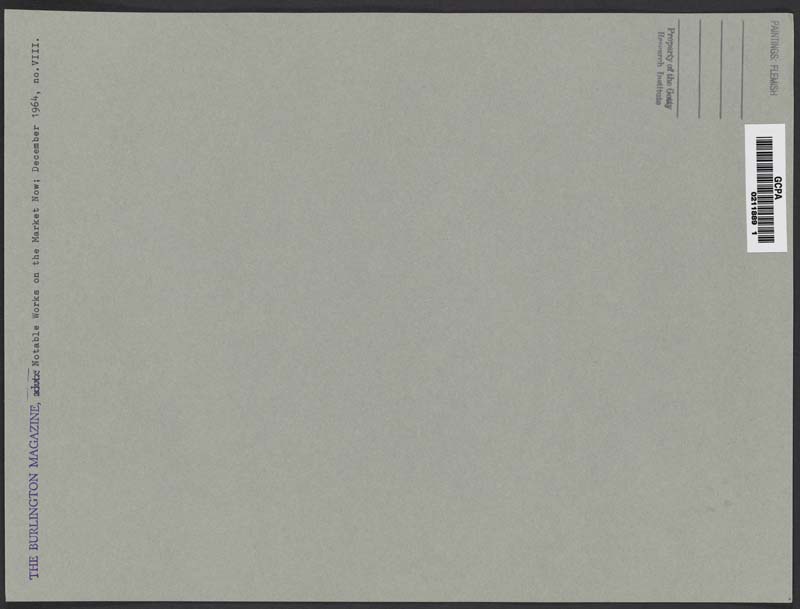 PAINTINGS: FLEMISH
Property of the Getty
Research Institute
GCPA
0211889 1
THE BURLINGTON MAGAZINE, Notable Works on the Market Now; December 1964, no.VIII.